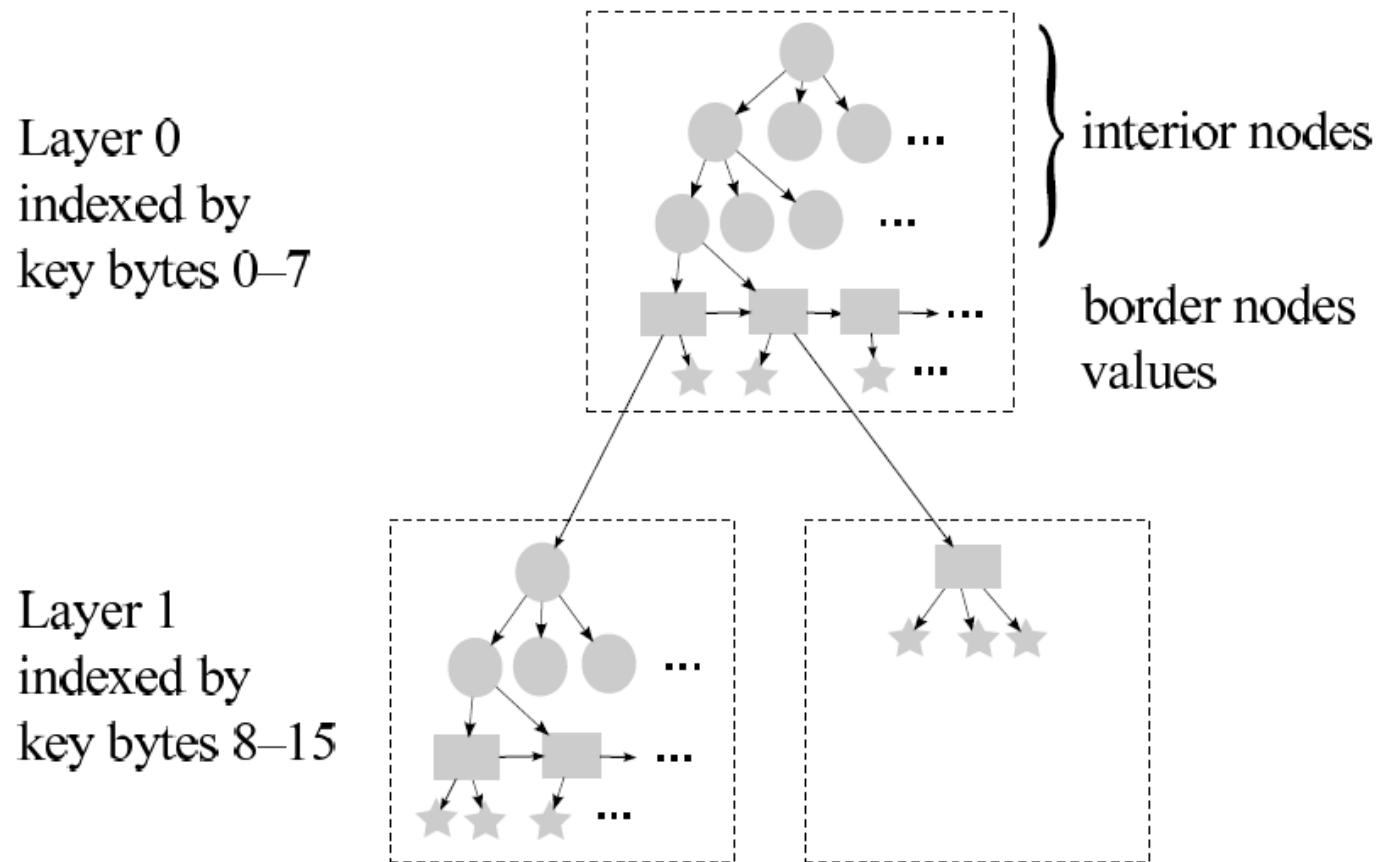 Layer 0
indexed by
key bytes 0–7
interior nodes
border nodes
values
Layer 1
indexed by
key bytes 8–15